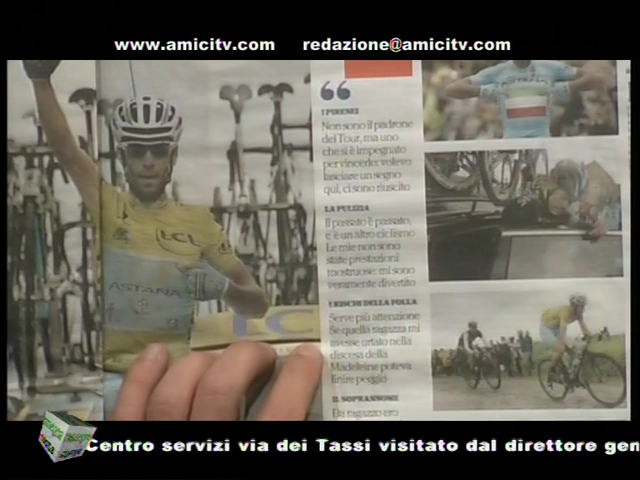 www.amicitv.com redazione@amicitv.com
I PIRENEI
Non sono il padrone
del Tour, ma uno
che si è impegnato
per vincerlo: volevo
lasciare un segno
qui, ci sono riuscito
LA PULIZIA
Il passato è passato,
c'è un altro ciclismo
Le mie non sono
state prestazioni
mostruose: mi sono
veramente divertito
I RISCHI DELLA FOLLA
Serve più attenzione
Se quella ragazza mi
avesse urtato nella
discesa della
Madeleine poteva
finire peggio
IL SOPRANNOME
Da ragazzo ero
LCL
ASTANA
LC
Centro servizi via dei Tassi visitato dal direttore gen